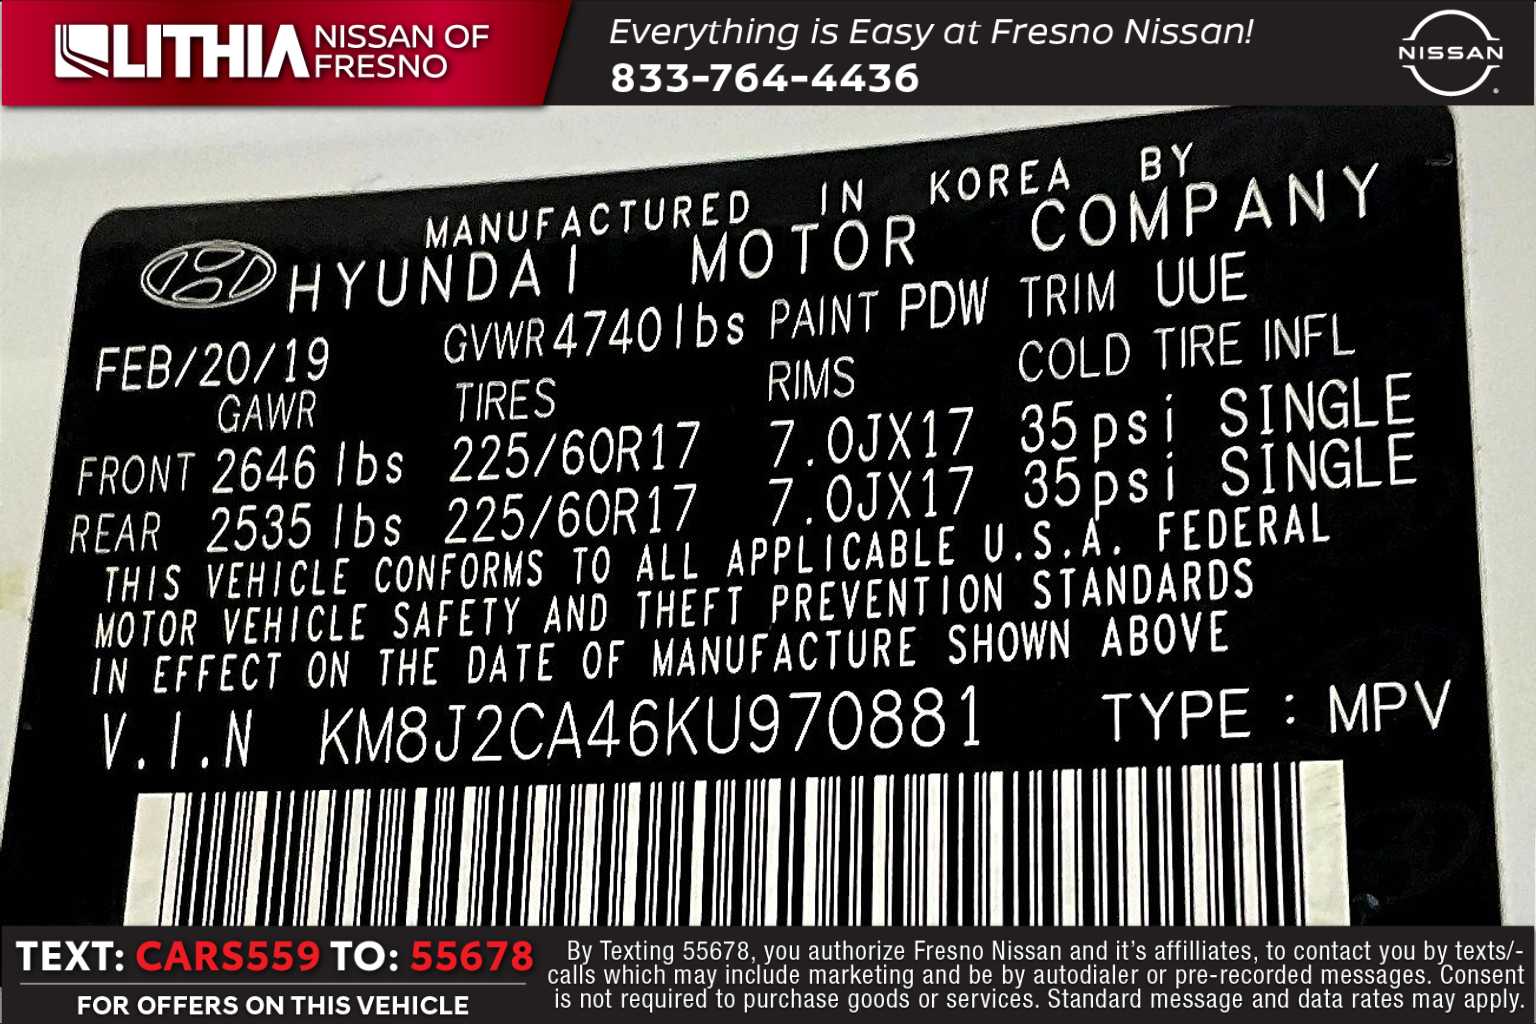 LITHIA NISSAN OF FRESNO
Everything is Easy at Fresno Nissan!
833-764-4436
NISSAN
MANUFACTURED IN KOREA BY
HYUNDAI MOTOR COMPANY
FEB/20/19 GVWR 4740 lbs PAINT PDW TRIM UUE
GAWR TIRES RIMS COLD TIRE INFL
FRONT 2646 lbs 225/60R17 7.0JX17 35psi SINGLE
REAR 2535 lbs 225/60R17 7.0JX17 35psi SINGLE
THIS VEHICLE CONFORMS TO ALL APPLICABLE U.S.A. FEDERAL
MOTOR VEHICLE SAFETY AND THEFT PREVENTION STANDARDS
IN EFFECT ON THE DATE OF MANUFACTURE SHOWN ABOVE
V.I.N KM8J2CA46KU970881 TYPE : MPV
TEXT: CARS559 TO: 55678
FOR OFFERS ON THIS VEHICLE
By Texting 55678, you authorize Fresno Nissan and it's affilliates, to contact you by texts/-
calls which may include marketing and be by autodialer or pre-recorded messages. Consent
is not required to purchase goods or services. Standard message and data rates may apply.